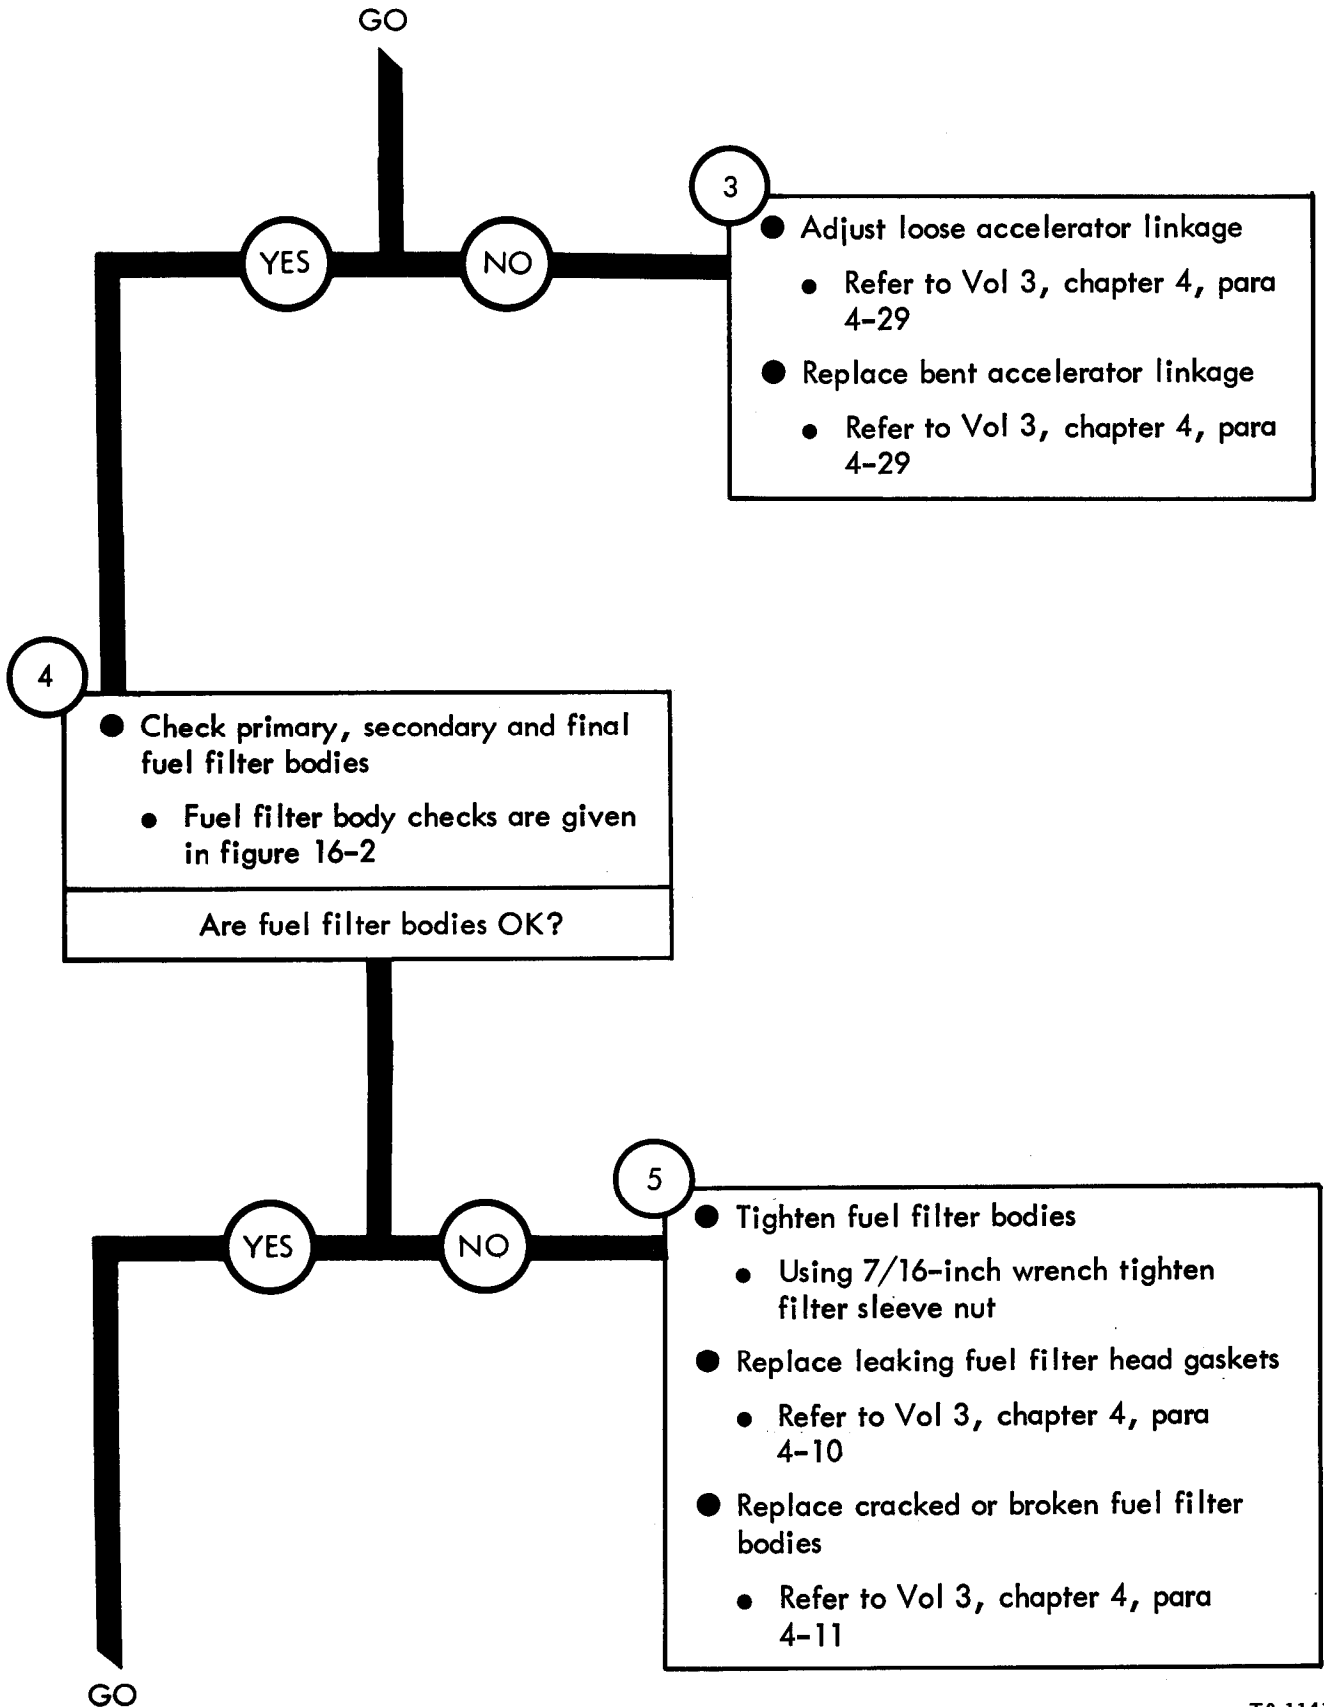 GO
YES
NO
3
● Adjust loose accelerator linkage
● Refer to Vol 3, chapter 4, para
4-29
● Replace bent accelerator linkage
● Refer to Vol 3, chapter 4, para
4-29
4
● Check primary, secondary and final
fuel filter bodies
● Fuel filter body checks are given
in figure 16-2
Are fuel filter bodies OK?
YES
NO
5
● Tighten fuel filter bodies
● Using 7/16-inch wrench tighten
filter sleeve nut
● Replace leaking fuel filter head gaskets
● Refer to Vol 3, chapter 4, para
4-10
● Replace cracked or broken fuel filter
bodies
● Refer to Vol 3, chapter 4, para
4-11
GO